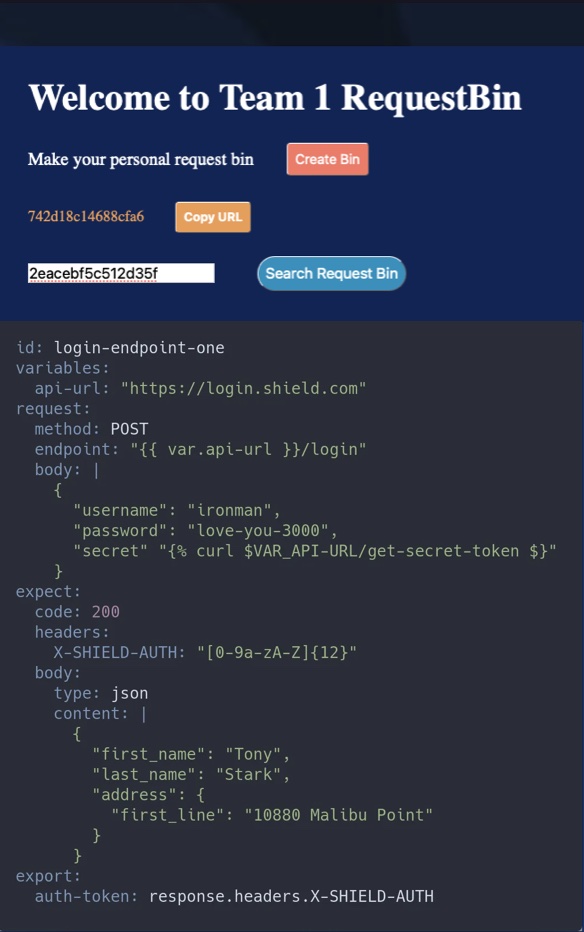 Welcome to Team 1 RequestBin
Make your personal request bin Create Bin
742d18c14688cfa6 Copy URL
2eacebf5c512d35f Search Request Bin
id: login-endpoint-one
variables:
  api-url: "https://login.shield.com"
request:
  method: POST
  endpoint: "{{ var.api-url }}/login"
  body: |
    {
      "username": "ironman",
      "password": "love-you-3000",
      "secret" "{% curl $VAR_API-URL/get-secret-token $}"
    }
expect:
  code: 200
  headers:
    X-SHIELD-AUTH: "[0-9a-zA-Z]{12}"
  body:
    type: json
    content: |
      {
        "first_name": "Tony",
        "last_name": "Stark",
        "address": {
          "first_line": "10880 Malibu Point"
        }
      }
export:
  auth-token: response.headers.X-SHIELD-AUTH